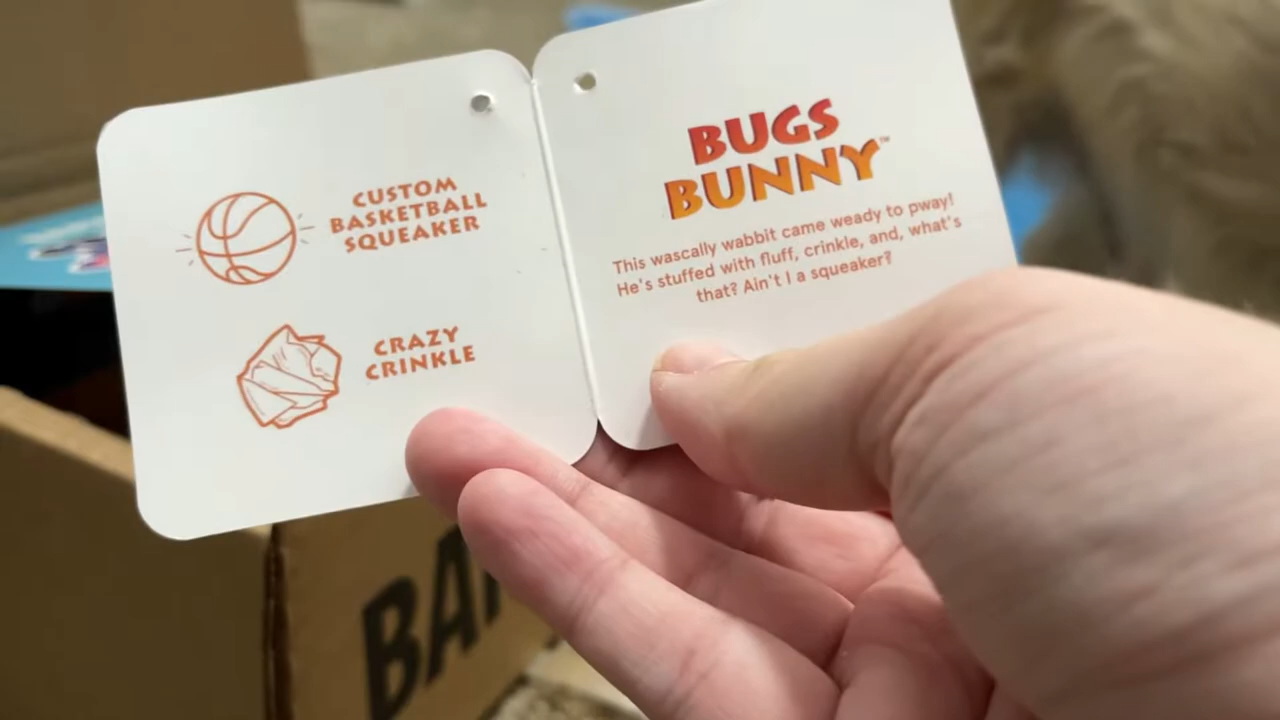 CUSTOM
BASKETBALL
SQUEAKER
CRAZY
CRINKLE
BUGS
BUNNY™
This wascally wabbit came weady to pway!
He's stuffed with fluff, crinkle, and, what's
that? Ain't I a squeaker?